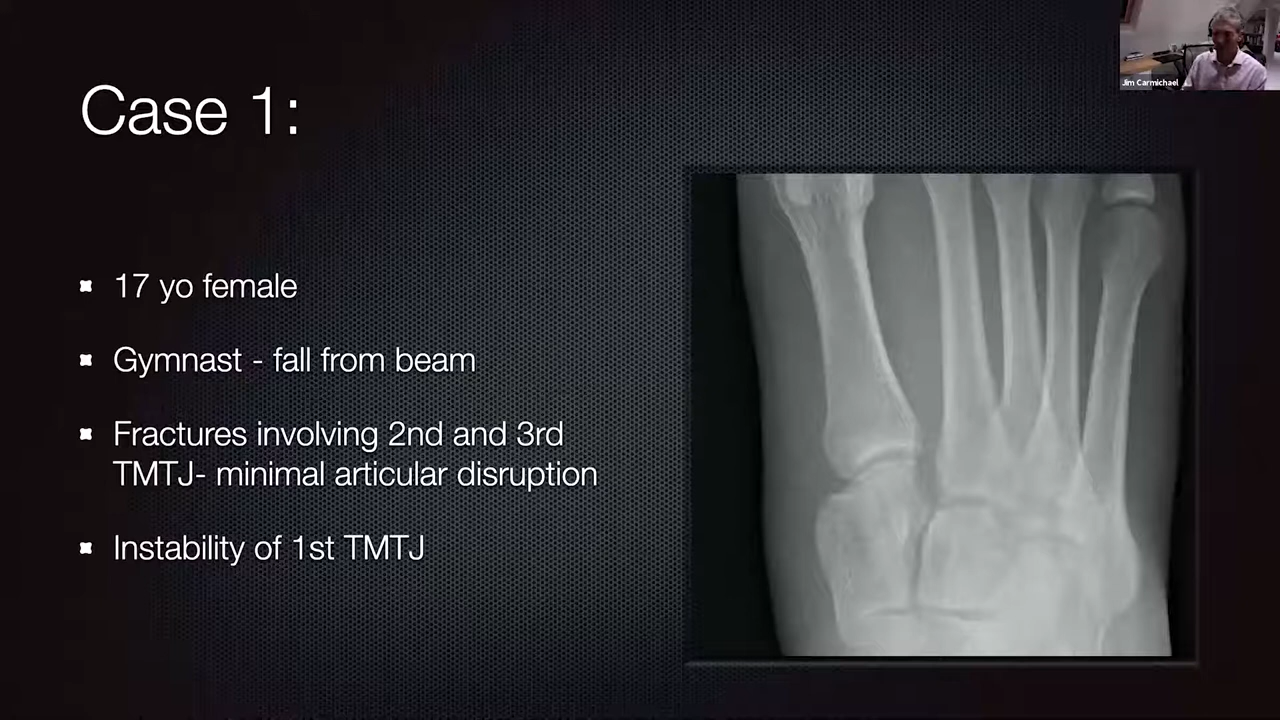 Jim Carmichael
Case 1:
17 yo female
Gymnast - fall from beam
Fractures involving 2nd and 3rd
TMTJ- minimal articular disruption
Instability of 1st TMTJ